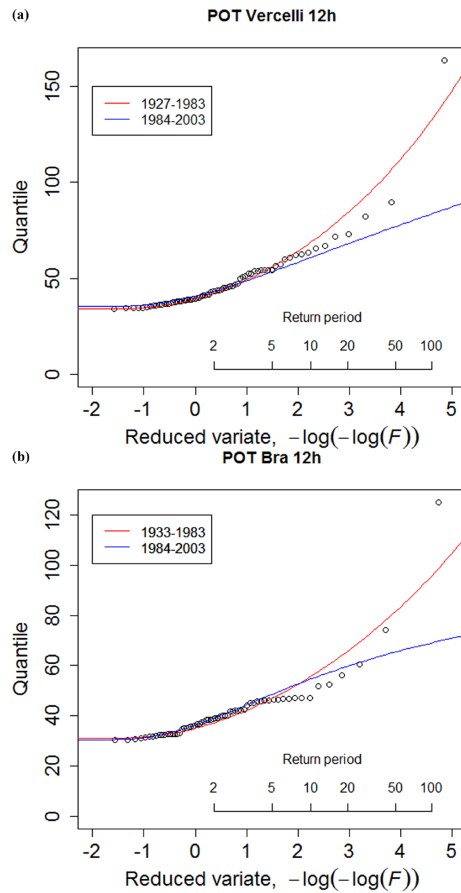 (a)
POT Vercelli 12h
Quantile
150
100
50
0
1927-1983
1984-2003
Return period
2 5 10 20 50 100
-2 -1 0 1 2 3 4 5
Reduced variate, −log(−log(F))
(b)
POT Bra 12h
Quantile
120
100
80
60
40
20
0
1933-1983
1984-2003
Return period
2 5 10 20 50 100
-2 -1 0 1 2 3 4 5
Reduced variate, −log(−log(F))